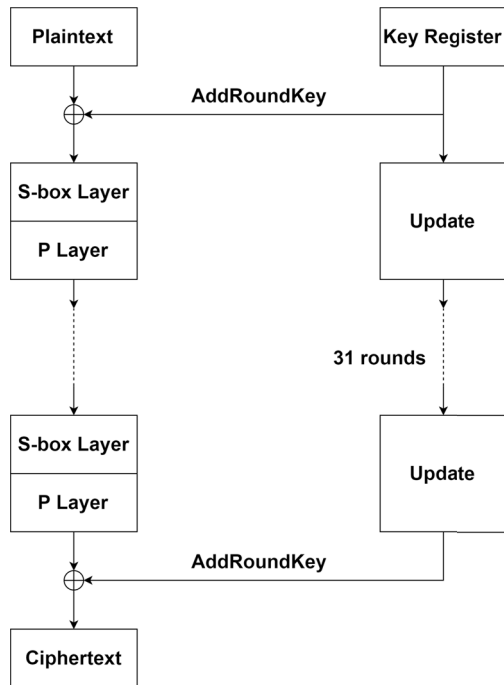 Plaintext
Key Register
AddRoundKey
S-box Layer
P Layer
Update
31 rounds
S-box Layer
P Layer
Update
AddRoundKey
Ciphertext